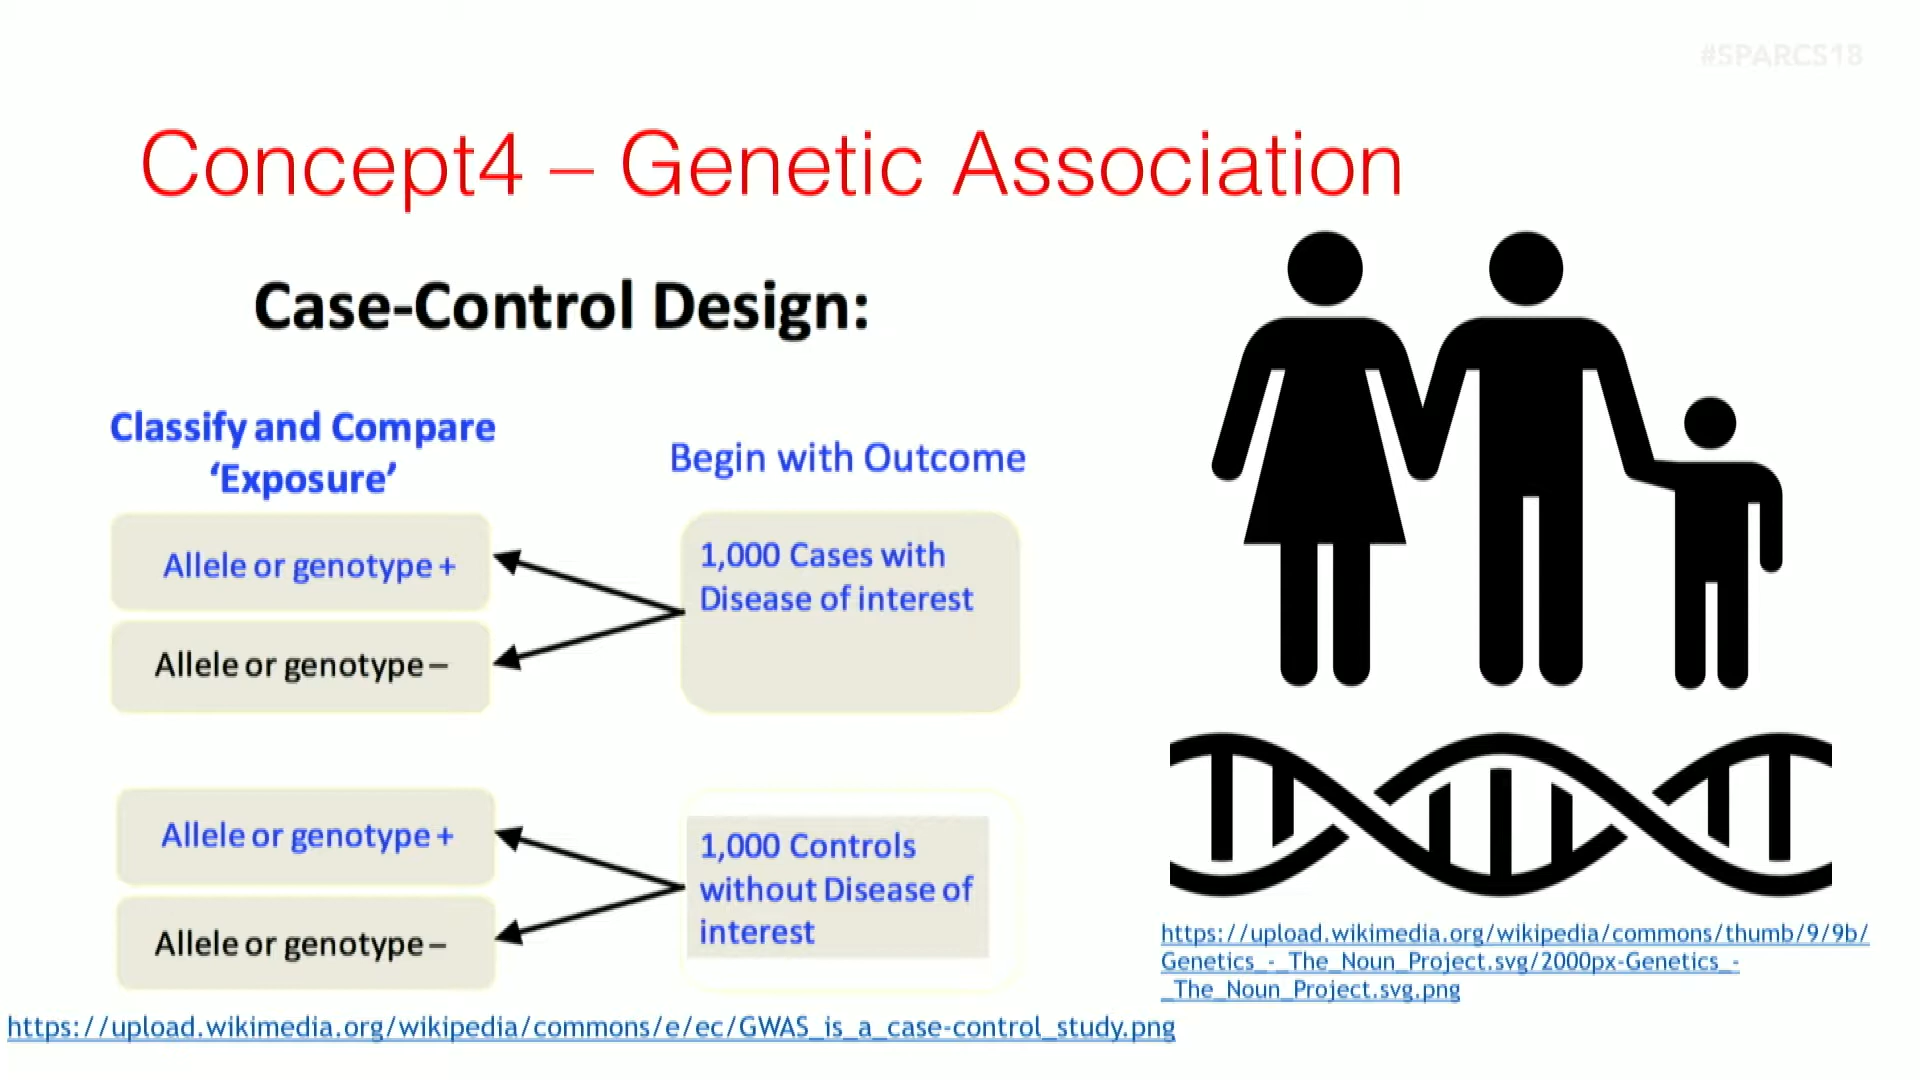 #SPARCS18
Concept4 – Genetic Association
Case-Control Design:
Classify and Compare
‘Exposure’
Begin with Outcome
Allele or genotype +
Allele or genotype –
1,000 Cases with
Disease of interest
Allele or genotype +
Allele or genotype –
1,000 Controls
without Disease of
interest
https://upload.wikimedia.org/wikipedia/commons/thumb/9/9b/
Genetics_-_The_Noun_Project.svg/2000px-Genetics_-
_The_Noun_Project.svg.png
https://upload.wikimedia.org/wikipedia/commons/e/ec/GWAS_is_a_case-control_study.png